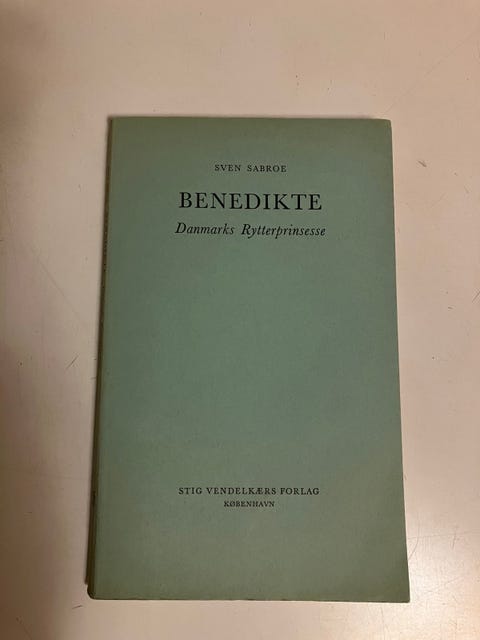 SVEN SABROE
BENEDIKTE
Danmarks Rytterprinsesse
STIG VENDELKÆRS FORLAG
KØBENHAVN